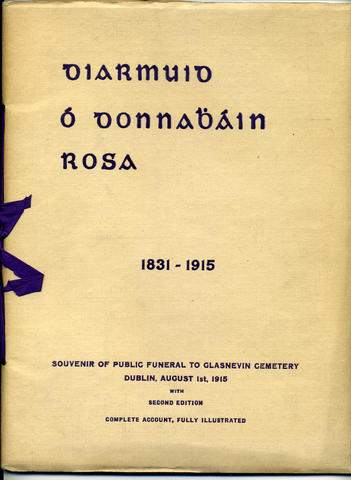 DIARMUID
Ó DONNAḂÁIN
ROSA
1831 - 1915
SOUVENIR OF PUBLIC FUNERAL TO GLASNEVIN CEMETERY
DUBLIN, AUGUST 1st, 1915
WITH
SECOND EDITION
COMPLETE ACCOUNT, FULLY ILLUSTRATED